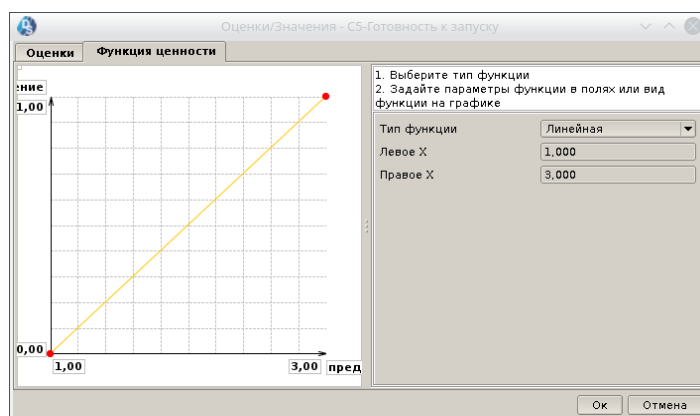 Оценки/Значения - C5-Готовность к запуску
Оценки
Функция ценности
ение
1,00
0,00
1,00
3,00
пред
1. Выберите тип функции
2. Задайте параметры функции в полях или вид
функции на графике
Тип функции
Линейная
Левое X
1,000
Правое X
3,000
Ок
Отмена